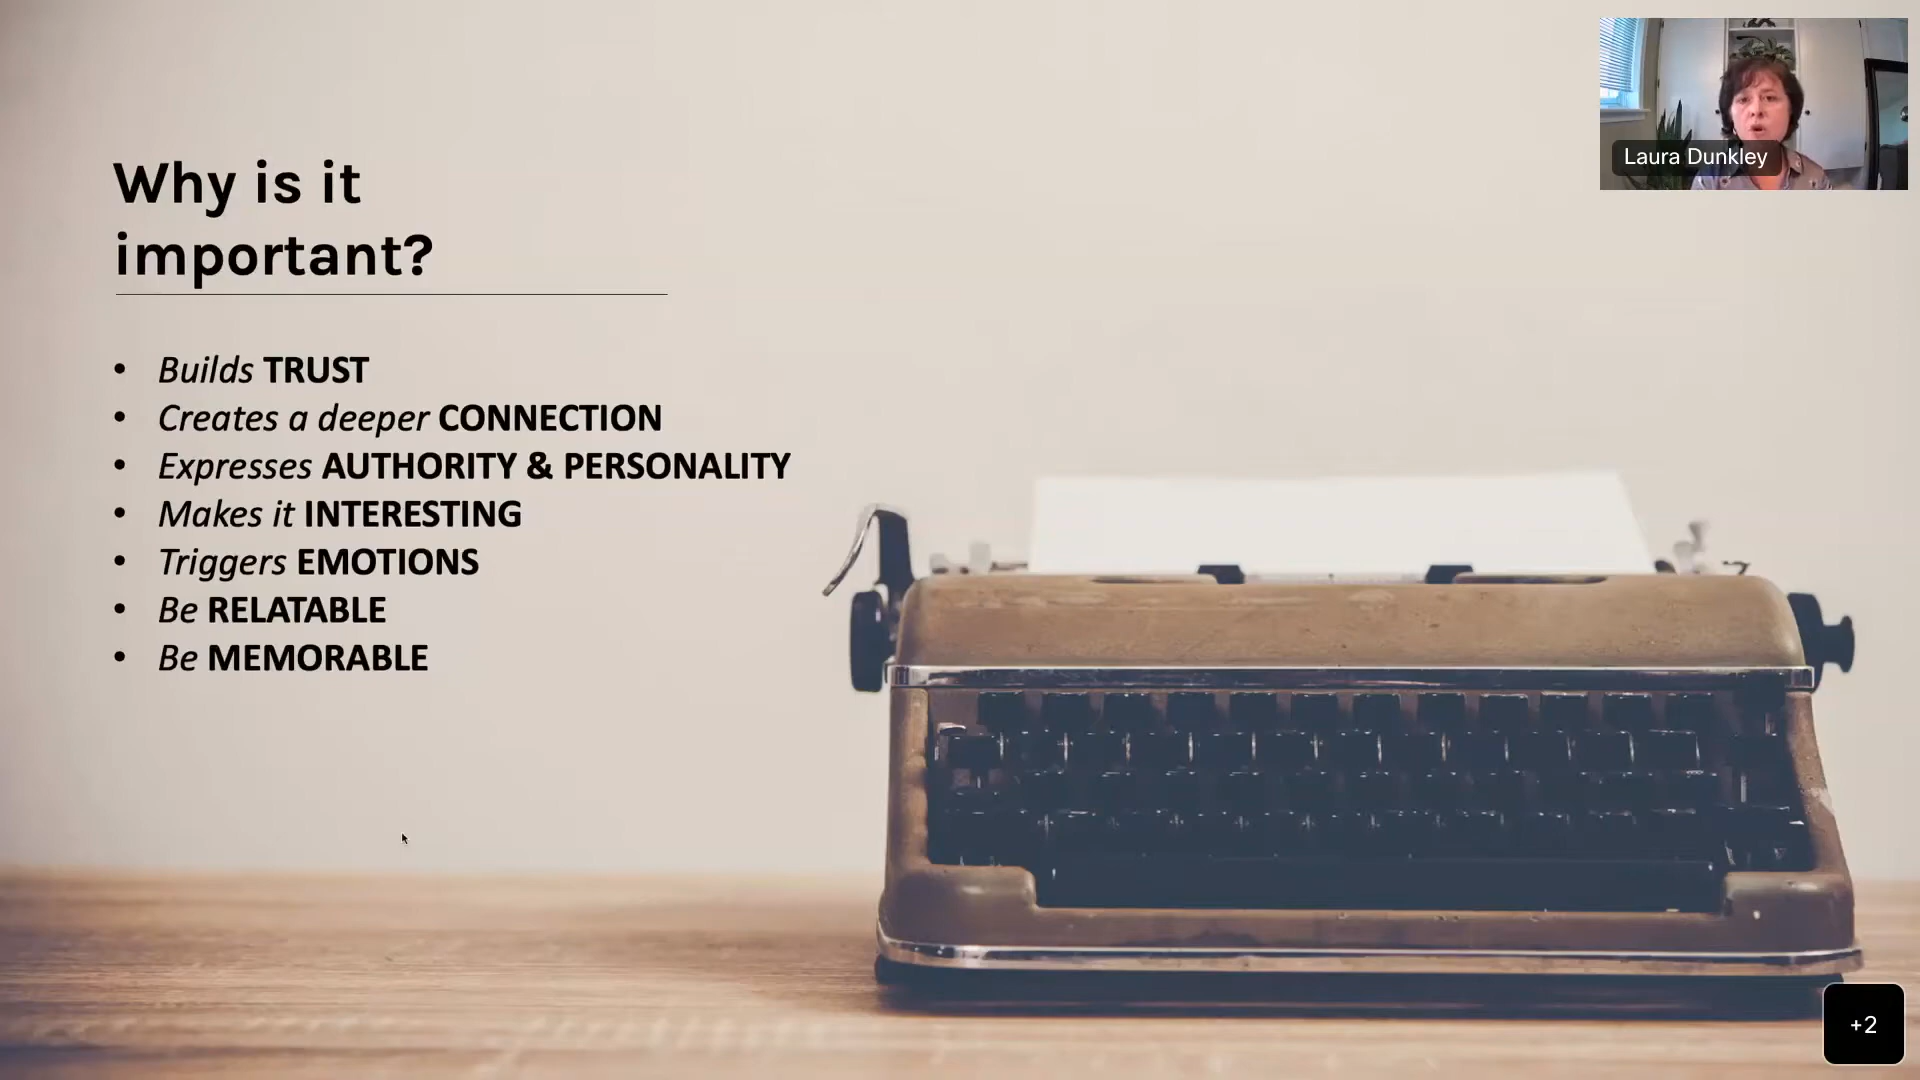 Why is it
important?
• Builds TRUST
• Creates a deeper CONNECTION
• Expresses AUTHORITY & PERSONALITY
• Makes it INTERESTING
• Triggers EMOTIONS
• Be RELATABLE
• Be MEMORABLE
Laura Dunkley
+2